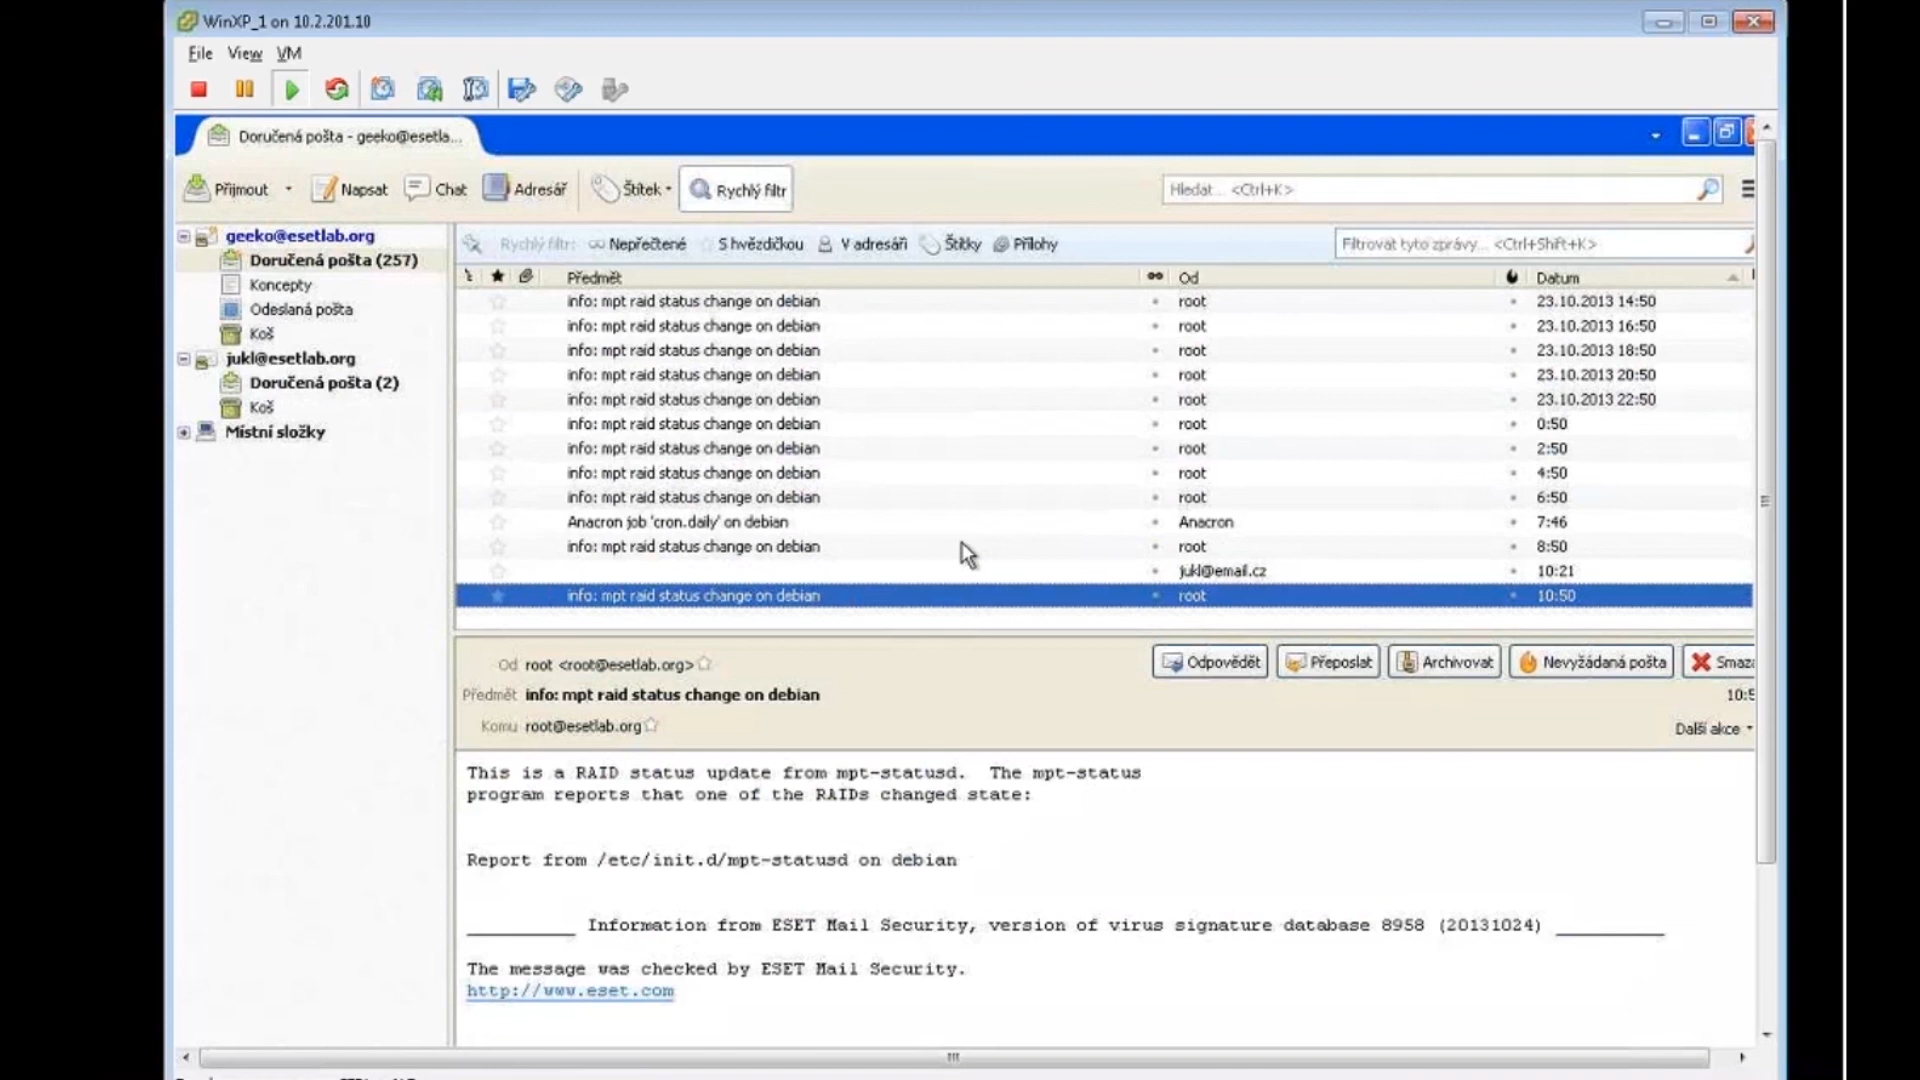 WinXP_1 on 10.2.201.10
File View VM
Doručená pošta - geeko@esetla...
Přijmout Napsat Chat Adresář Štítek Rychlý filtr Hledat... <Ctrl+K>
geeko@esetlab.org
Doručená pošta (257)
Koncepty
Odeslaná pošta
Koš
jukl@esetlab.org
Doručená pošta (2)
Koš
Místní složky
Rychlý filtr: Nepřečtené S hvězdičkou V adresáři Štítky Přílohy Filtrovat tyto zprávy... <Ctrl+Shift+K>
Předmět Od Datum
info: mpt raid status change on debian root 23.10.2013 14:50
info: mpt raid status change on debian root 23.10.2013 16:50
info: mpt raid status change on debian root 23.10.2013 18:50
info: mpt raid status change on debian root 23.10.2013 20:50
info: mpt raid status change on debian root 23.10.2013 22:50
info: mpt raid status change on debian root 0:50
info: mpt raid status change on debian root 2:50
info: mpt raid status change on debian root 4:50
info: mpt raid status change on debian root 6:50
Anacron job 'cron.daily' on debian Anacron 7:46
info: mpt raid status change on debian root 8:50
jukl@email.cz 10:21
info: mpt raid status change on debian root 10:50
Od root <root@esetlab.org> Odpovědět Přeposlat Archivovat Nevyžádaná pošta Smaza
Předmět info: mpt raid status change on debian 10:5
Komu root@esetlab.org Další akce
This is a RAID status update from mpt-statusd. The mpt-status
program reports that one of the RAIDs changed state:
Report from /etc/init.d/mpt-statusd on debian
__________ Information from ESET Mail Security, version of virus signature database 8958 (20131024) __________
The message was checked by ESET Mail Security.
http://www.eset.com